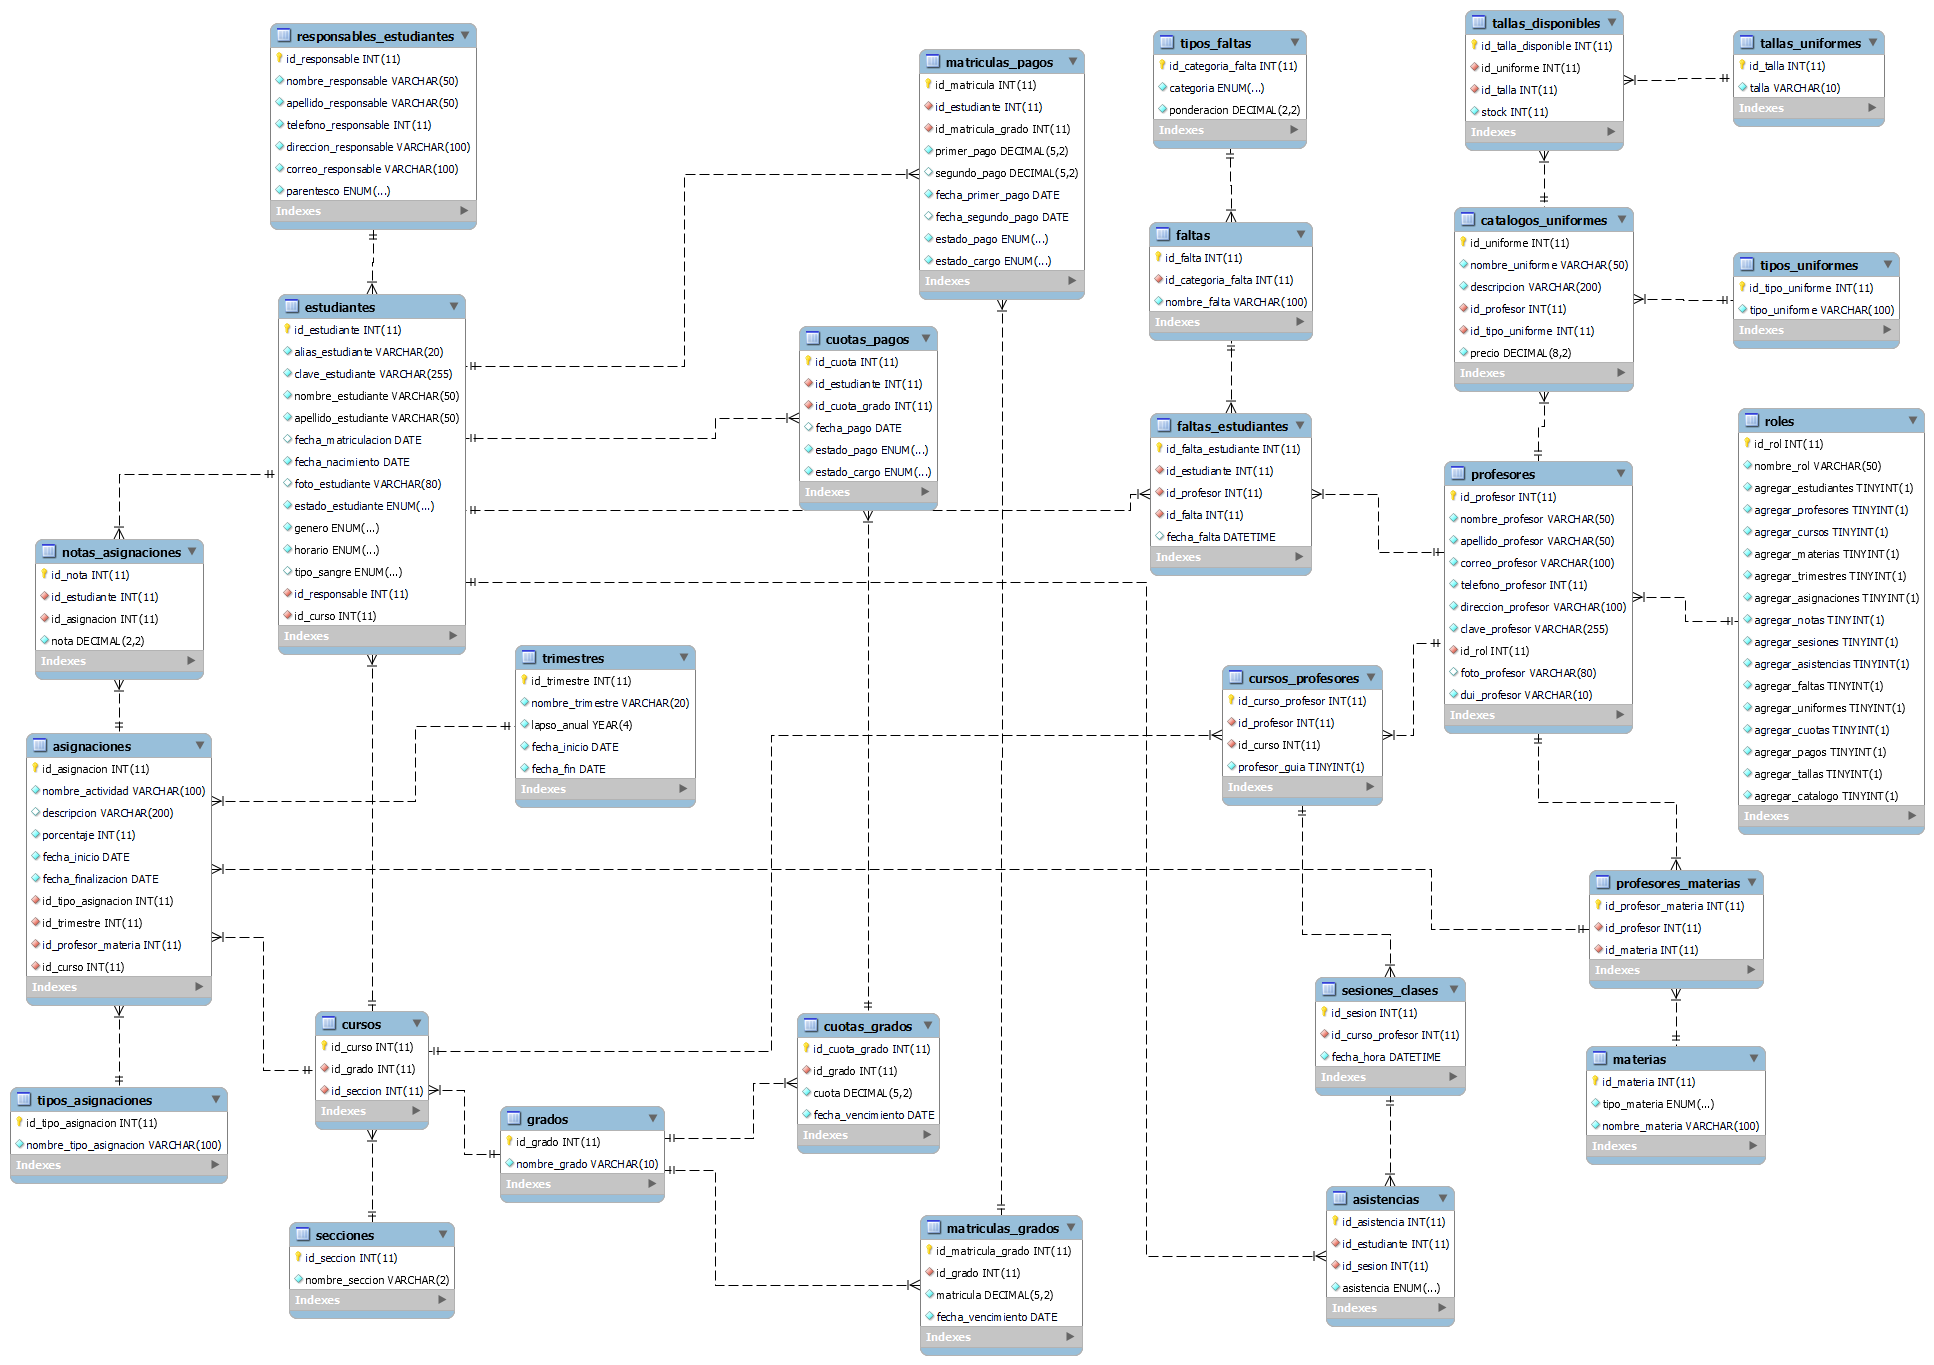 responsables_estudiantes
id_responsable INT(11)
nombre_responsable VARCHAR(50)
apellido_responsable VARCHAR(50)
telefono_responsable INT(11)
direccion_responsable VARCHAR(100)
correo_responsable VARCHAR(100)
parentesco ENUM(...)
Indexes
matriculas_pagos
id_matricula INT(11)
id_estudiante INT(11)
id_matricula_grado INT(11)
primer_pago DECIMAL(5,2)
segundo_pago DECIMAL(5,2)
fecha_primer_pago DATE
fecha_segundo_pago DATE
estado_pago ENUM(...)
estado_cargo ENUM(...)
Indexes
tipos_faltas
id_categoria_falta INT(11)
categoria ENUM(...)
ponderacion DECIMAL(2,2)
Indexes
tallas_disponibles
id_talla_disponible INT(11)
id_uniforme INT(11)
id_talla INT(11)
stock INT(11)
Indexes
tallas_uniformes
id_talla INT(11)
talla VARCHAR(10)
Indexes
faltas
id_falta INT(11)
id_categoria_falta INT(11)
nombre_falta VARCHAR(100)
Indexes
catalogos_uniformes
id_uniforme INT(11)
nombre_uniforme VARCHAR(50)
descripcion VARCHAR(200)
id_profesor INT(11)
id_tipo_uniforme INT(11)
precio DECIMAL(8,2)
Indexes
tipos_uniformes
id_tipo_uniforme INT(11)
tipo_uniforme VARCHAR(100)
Indexes
estudiantes
id_estudiante INT(11)
alias_estudiante VARCHAR(20)
clave_estudiante VARCHAR(255)
nombre_estudiante VARCHAR(50)
apellido_estudiante VARCHAR(50)
fecha_matriculacion DATE
fecha_nacimiento DATE
foto_estudiante VARCHAR(80)
estado_estudiante ENUM(...)
genero ENUM(...)
horario ENUM(...)
tipo_sangre ENUM(...)
id_responsable INT(11)
id_curso INT(11)
Indexes
cuotas_pagos
id_cuota INT(11)
id_estudiante INT(11)
id_cuota_grado INT(11)
fecha_pago DATE
estado_pago ENUM(...)
estado_cargo ENUM(...)
Indexes
faltas_estudiantes
id_falta_estudiante INT(11)
id_estudiante INT(11)
id_profesor INT(11)
id_falta INT(11)
fecha_falta DATETIME
Indexes
profesores
id_profesor INT(11)
nombre_profesor VARCHAR(50)
apellido_profesor VARCHAR(50)
correo_profesor VARCHAR(100)
telefono_profesor INT(11)
direccion_profesor VARCHAR(100)
clave_profesor VARCHAR(255)
id_rol INT(11)
foto_profesor VARCHAR(80)
dui_profesor VARCHAR(10)
Indexes
roles
id_rol INT(11)
nombre_rol VARCHAR(50)
agregar_estudiantes TINYINT(1)
agregar_profesores TINYINT(1)
agregar_cursos TINYINT(1)
agregar_materias TINYINT(1)
agregar_trimestres TINYINT(1)
agregar_asignaciones TINYINT(1)
agregar_notas TINYINT(1)
agregar_sesiones TINYINT(1)
agregar_asistencias TINYINT(1)
agregar_faltas TINYINT(1)
agregar_uniformes TINYINT(1)
agregar_cuotas TINYINT(1)
agregar_pagos TINYINT(1)
agregar_tallas TINYINT(1)
agregar_catalogo TINYINT(1)
Indexes
notas_asignaciones
id_nota INT(11)
id_estudiante INT(11)
id_asignacion INT(11)
nota DECIMAL(2,2)
Indexes
trimestres
id_trimestre INT(11)
nombre_trimestre VARCHAR(20)
lapso_anual YEAR(4)
fecha_inicio DATE
fecha_fin DATE
Indexes
cursos_profesores
id_curso_profesor INT(11)
id_profesor INT(11)
id_curso INT(11)
profesor_guia TINYINT(1)
Indexes
asignaciones
id_asignacion INT(11)
nombre_actividad VARCHAR(100)
descripcion VARCHAR(200)
porcentaje INT(11)
fecha_inicio DATE
fecha_finalizacion DATE
id_tipo_asignacion INT(11)
id_trimestre INT(11)
id_profesor_materia INT(11)
id_curso INT(11)
Indexes
profesores_materias
id_profesor_materia INT(11)
id_profesor INT(11)
id_materia INT(11)
Indexes
sesiones_clases
id_sesion INT(11)
id_curso_profesor INT(11)
fecha_hora DATETIME
Indexes
cursos
id_curso INT(11)
id_grado INT(11)
id_seccion INT(11)
Indexes
cuotas_grados
id_cuota_grado INT(11)
id_grado INT(11)
cuota DECIMAL(5,2)
fecha_vencimiento DATE
Indexes
materias
id_materia INT(11)
tipo_materia ENUM(...)
nombre_materia VARCHAR(100)
Indexes
tipos_asignaciones
id_tipo_asignacion INT(11)
nombre_tipo_asignacion VARCHAR(100)
Indexes
grados
id_grado INT(11)
nombre_grado VARCHAR(10)
Indexes
asistencias
id_asistencia INT(11)
id_estudiante INT(11)
id_sesion INT(11)
asistencia ENUM(...)
Indexes
secciones
id_seccion INT(11)
nombre_seccion VARCHAR(2)
Indexes
matriculas_grados
id_matricula_grado INT(11)
id_grado INT(11)
matricula DECIMAL(5,2)
fecha_vencimiento DATE
Indexes